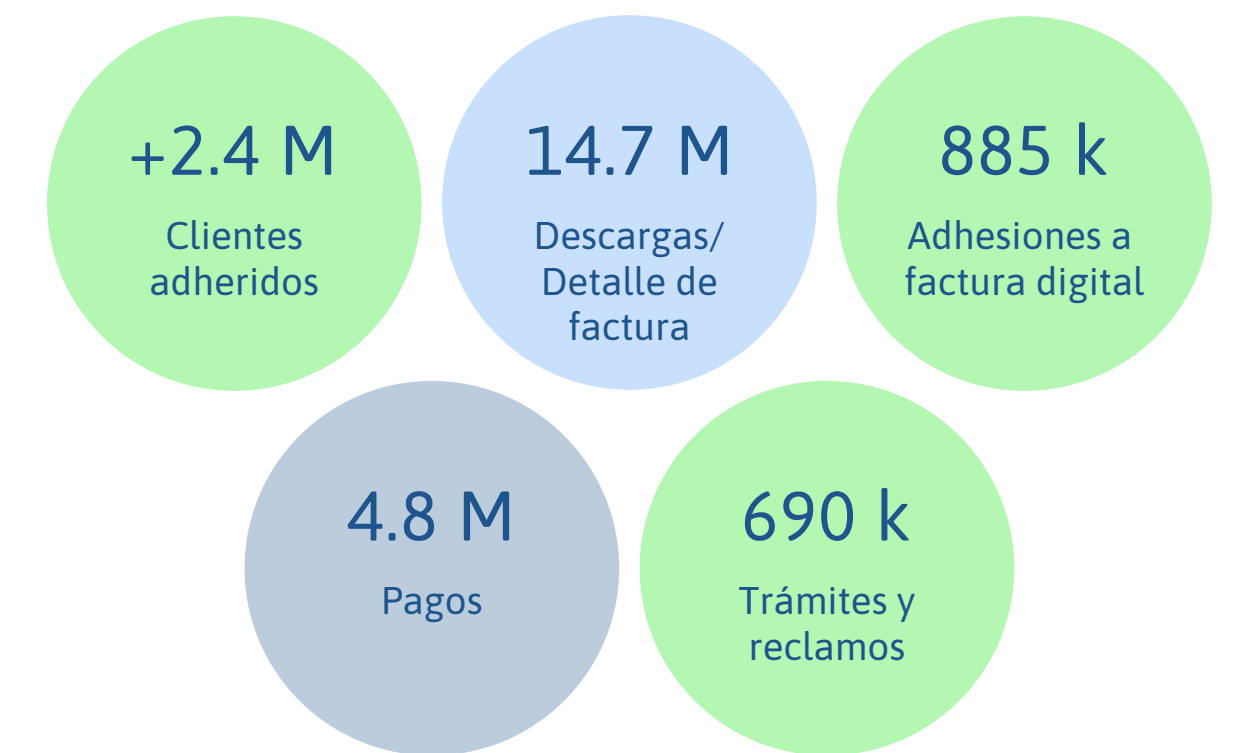 +2.4 M
Clientes
adheridos
14.7 M
Descargas/
Detalle de
factura
885 k
Adhesiones a
factura digital
4.8 M
Pagos
690 k
Trámites y
reclamos